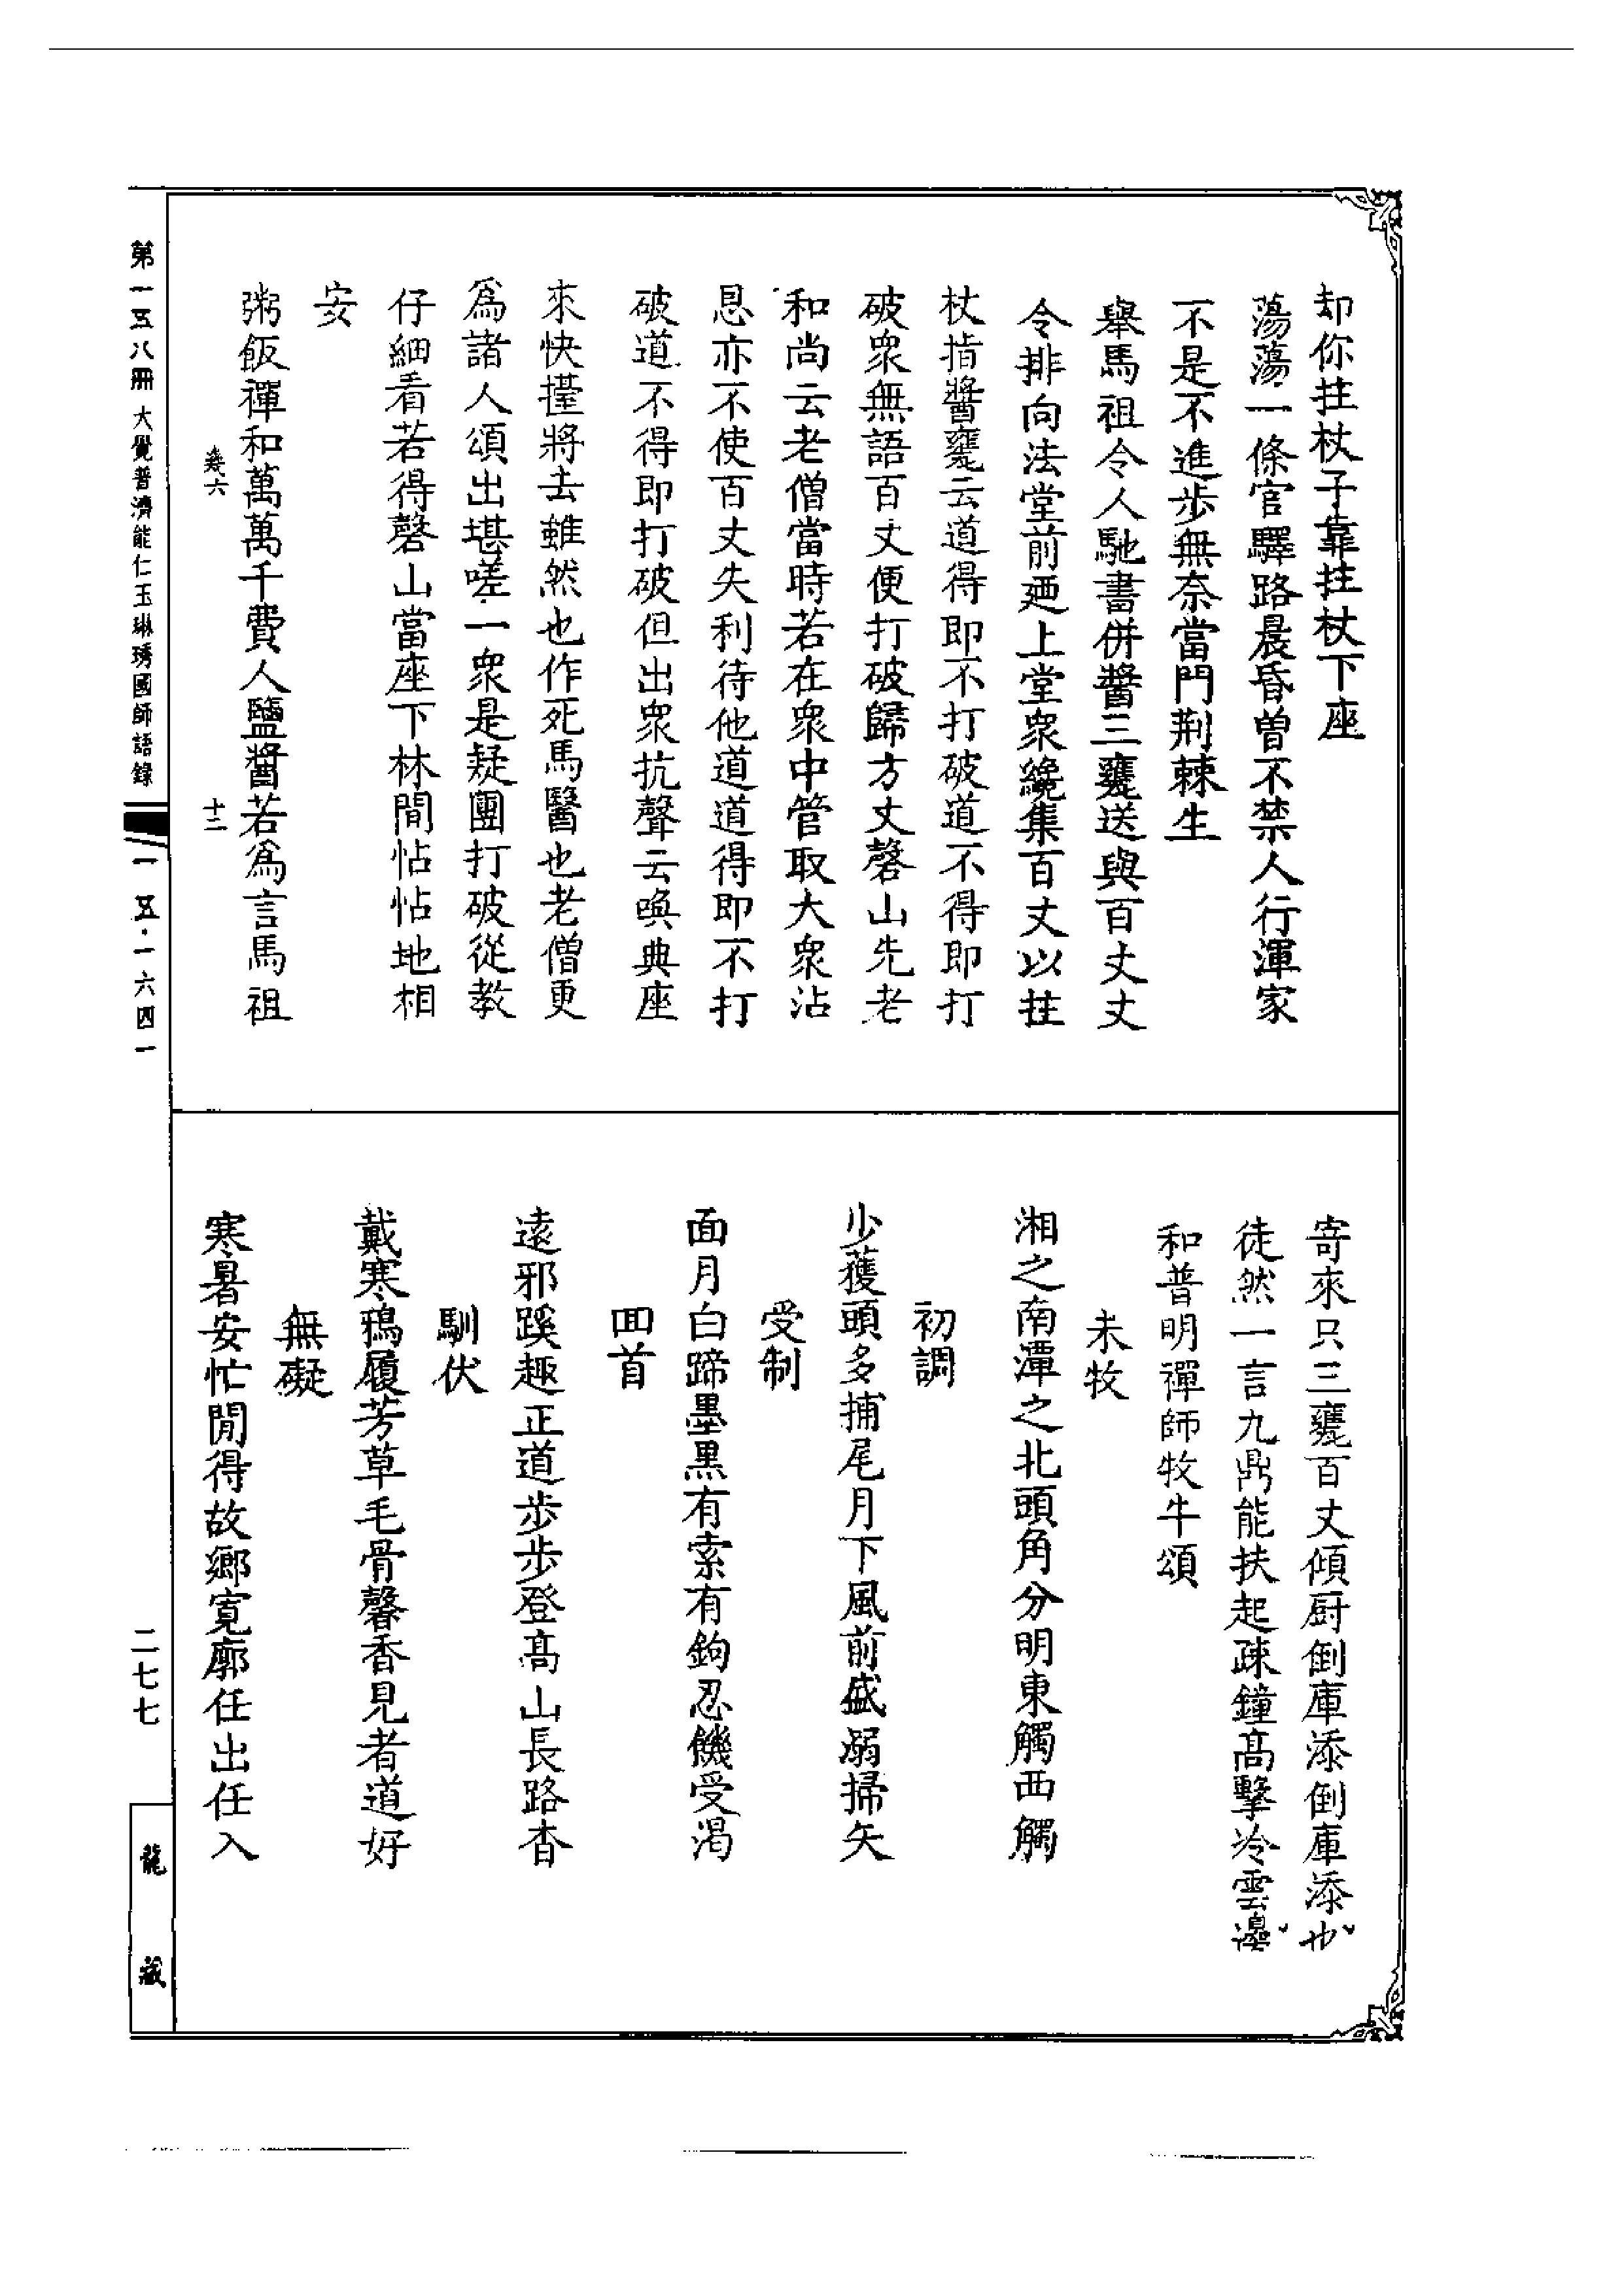 却你拄杖子靠拄杖下座
蕩蕩一條官驛路晨昏曾不禁人行渾家
不是不進步無奈當門荆棘生
舉馬祖令人馳書併醬三甕送與百丈丈
令排向法堂前廼上堂衆纔集百丈以拄
杖指醬甕云道得即不打破道不得即打
破衆無語百丈便打破歸方丈磬山先老
和尚云老僧當時若在衆中管取大衆沾
恩亦不使百丈失利待他道道得即不打
破道不得即打破但出衆抗聲云喚典座
來快擡將去雖然也作死馬醫也老僧更
爲諸人頌出堪嗟一衆是疑團打破從教
仔細看若得磬山當座下林間怗怗地相
安
粥飯禪和萬萬千費人鹽醬若爲言馬祖
寄來只三甕百丈傾厨倒庫添倒庫添也
徒然一言九鼎能扶起疎鐘高擊冷雲邊
和普明禪師牧牛頌
未牧
湘之南潭之北頭角分明東觸西觸
初調
少獲頭多捕尾月下風前盛溺掃矢
受制
面月白蹄墨黑有索有鉤忍饑受渴
回首
遠邪蹊趣正道步步登高山長路杳
馴伏
戴寒鴉履芳草毛骨馨香見者道好
無礙
寒暑安忙閒得故鄉寬廓任出任入
第一五八冊 大覺普濟能仁玉琳琇國師語錄
一五·一六四一
二七七
龍藏
十二